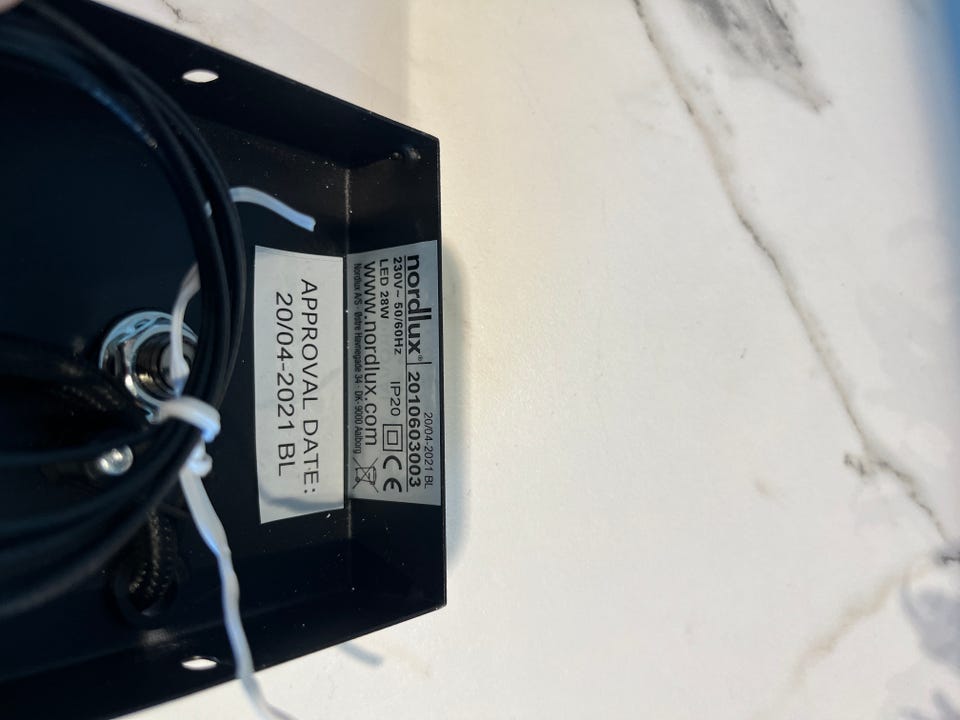 20/04-2021 BL
nordlux® 2010603003
230V~ 50/60Hz
LED 28W
IP20 CE
www.nordlux.com
Nordlux A/S · Østre Havnegade 34 · DK-9000 Aalborg
APPROVAL DATE:
20/04-2021 BL